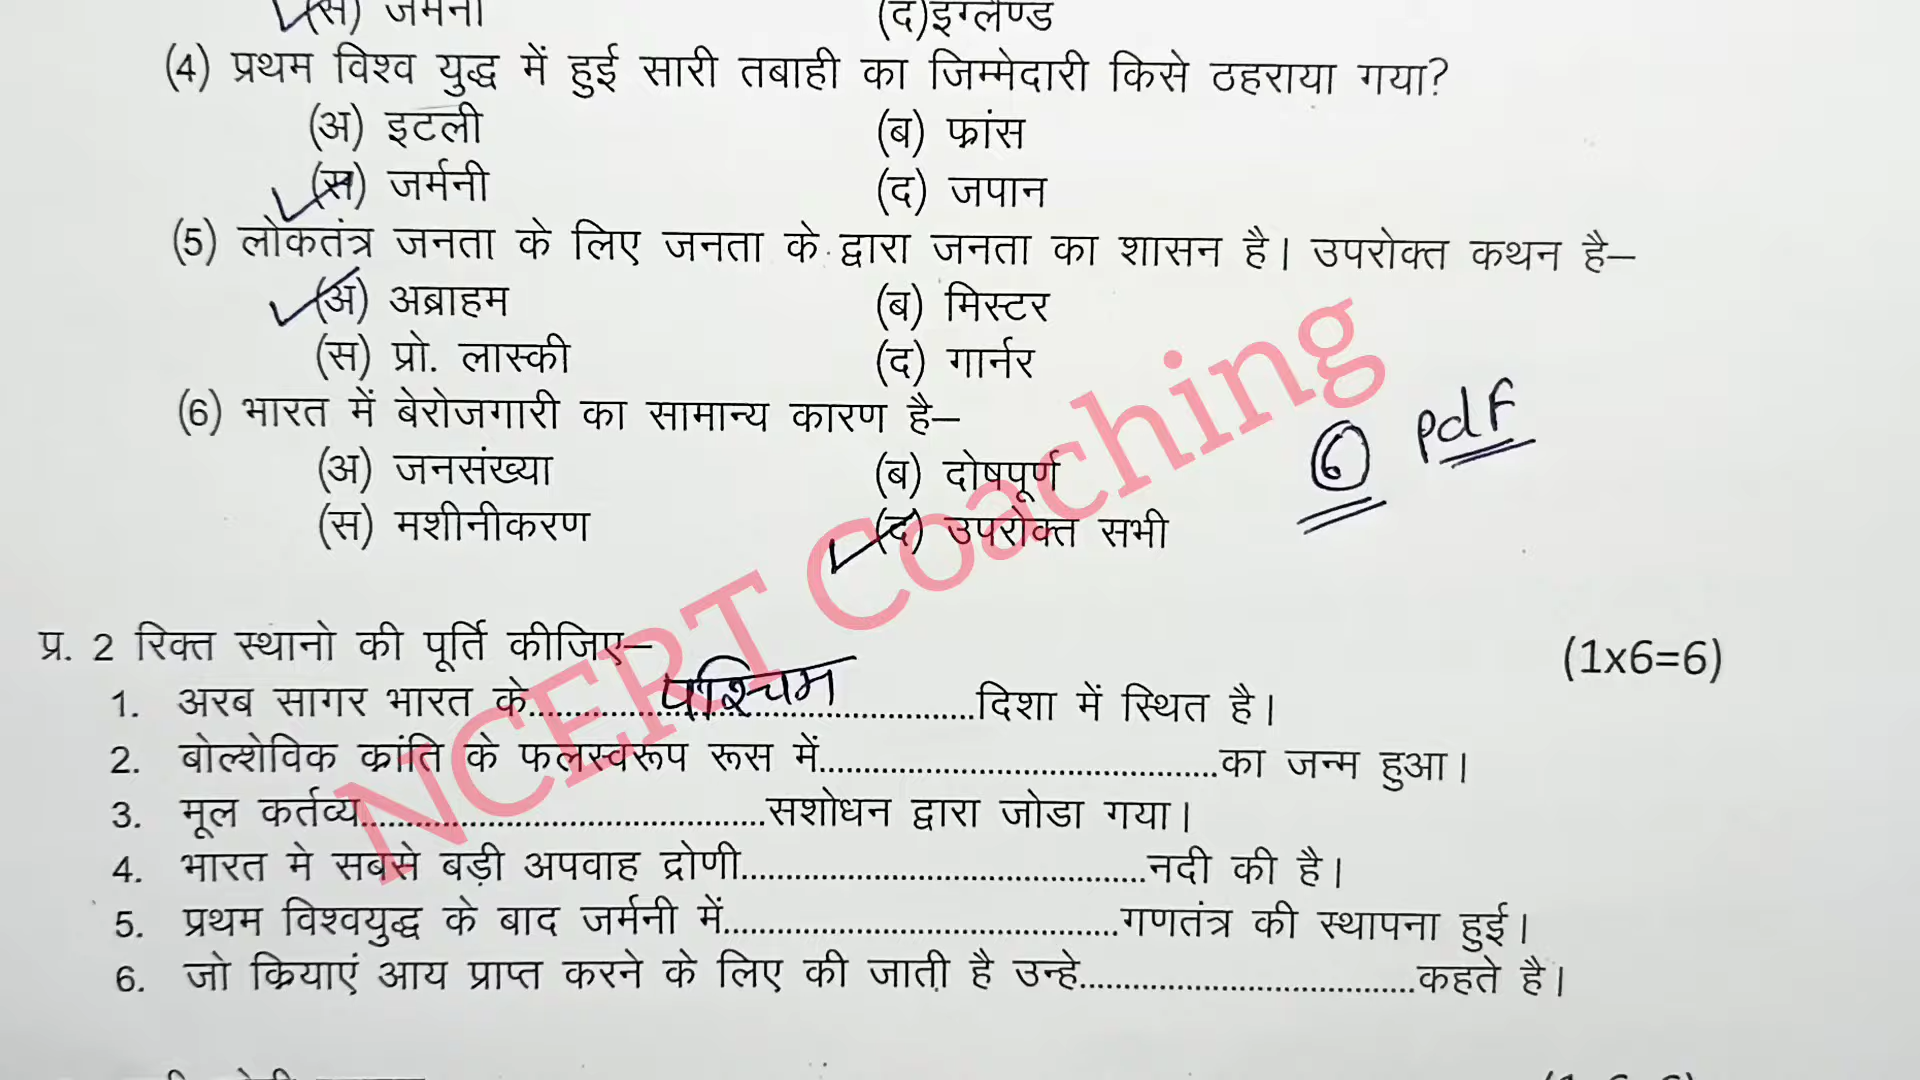 (स) जर्मनी (द)इंग्लैण्ड
(4) प्रथम विश्व युद्ध में हुई सारी तबाही का जिम्मेदारी किसे ठहराया गया?
(अ) इटली (ब) फ्रांस
(स) जर्मनी (द) जपान
(5) लोकतंत्र जनता के लिए जनता के द्वारा जनता का शासन है। उपरोक्त कथन है–
(अ) अब्राहम (ब) मिस्टर
(स) प्रो. लास्की (द) गार्नर
(6) भारत में बेरोजगारी का सामान्य कारण है–
(अ) जनसंख्या (ब) दोषपूर्ण
(स) मशीनीकरण (द) उपरोक्त सभी
6 pdf
NCERT Coaching
प्र. 2 रिक्त स्थानो की पूर्ति कीजिए– (1x6=6)
1. अरब सागर भारत के.......पश्चिम.......दिशा में स्थित है।
2. बोल्शेविक क्रांति के फलस्वरूप रूस में..............का जन्म हुआ।
3. मूल कर्तव्य..............सशोधन द्वारा जोडा गया।
4. भारत मे सबसे बड़ी अपवाह द्रोणी..............नदी की है।
5. प्रथम विश्वयुद्ध के बाद जर्मनी में..............गणतंत्र की स्थापना हुई।
6. जो क्रियाएं आय प्राप्त करने के लिए की जाती है उन्हे..............कहते है।